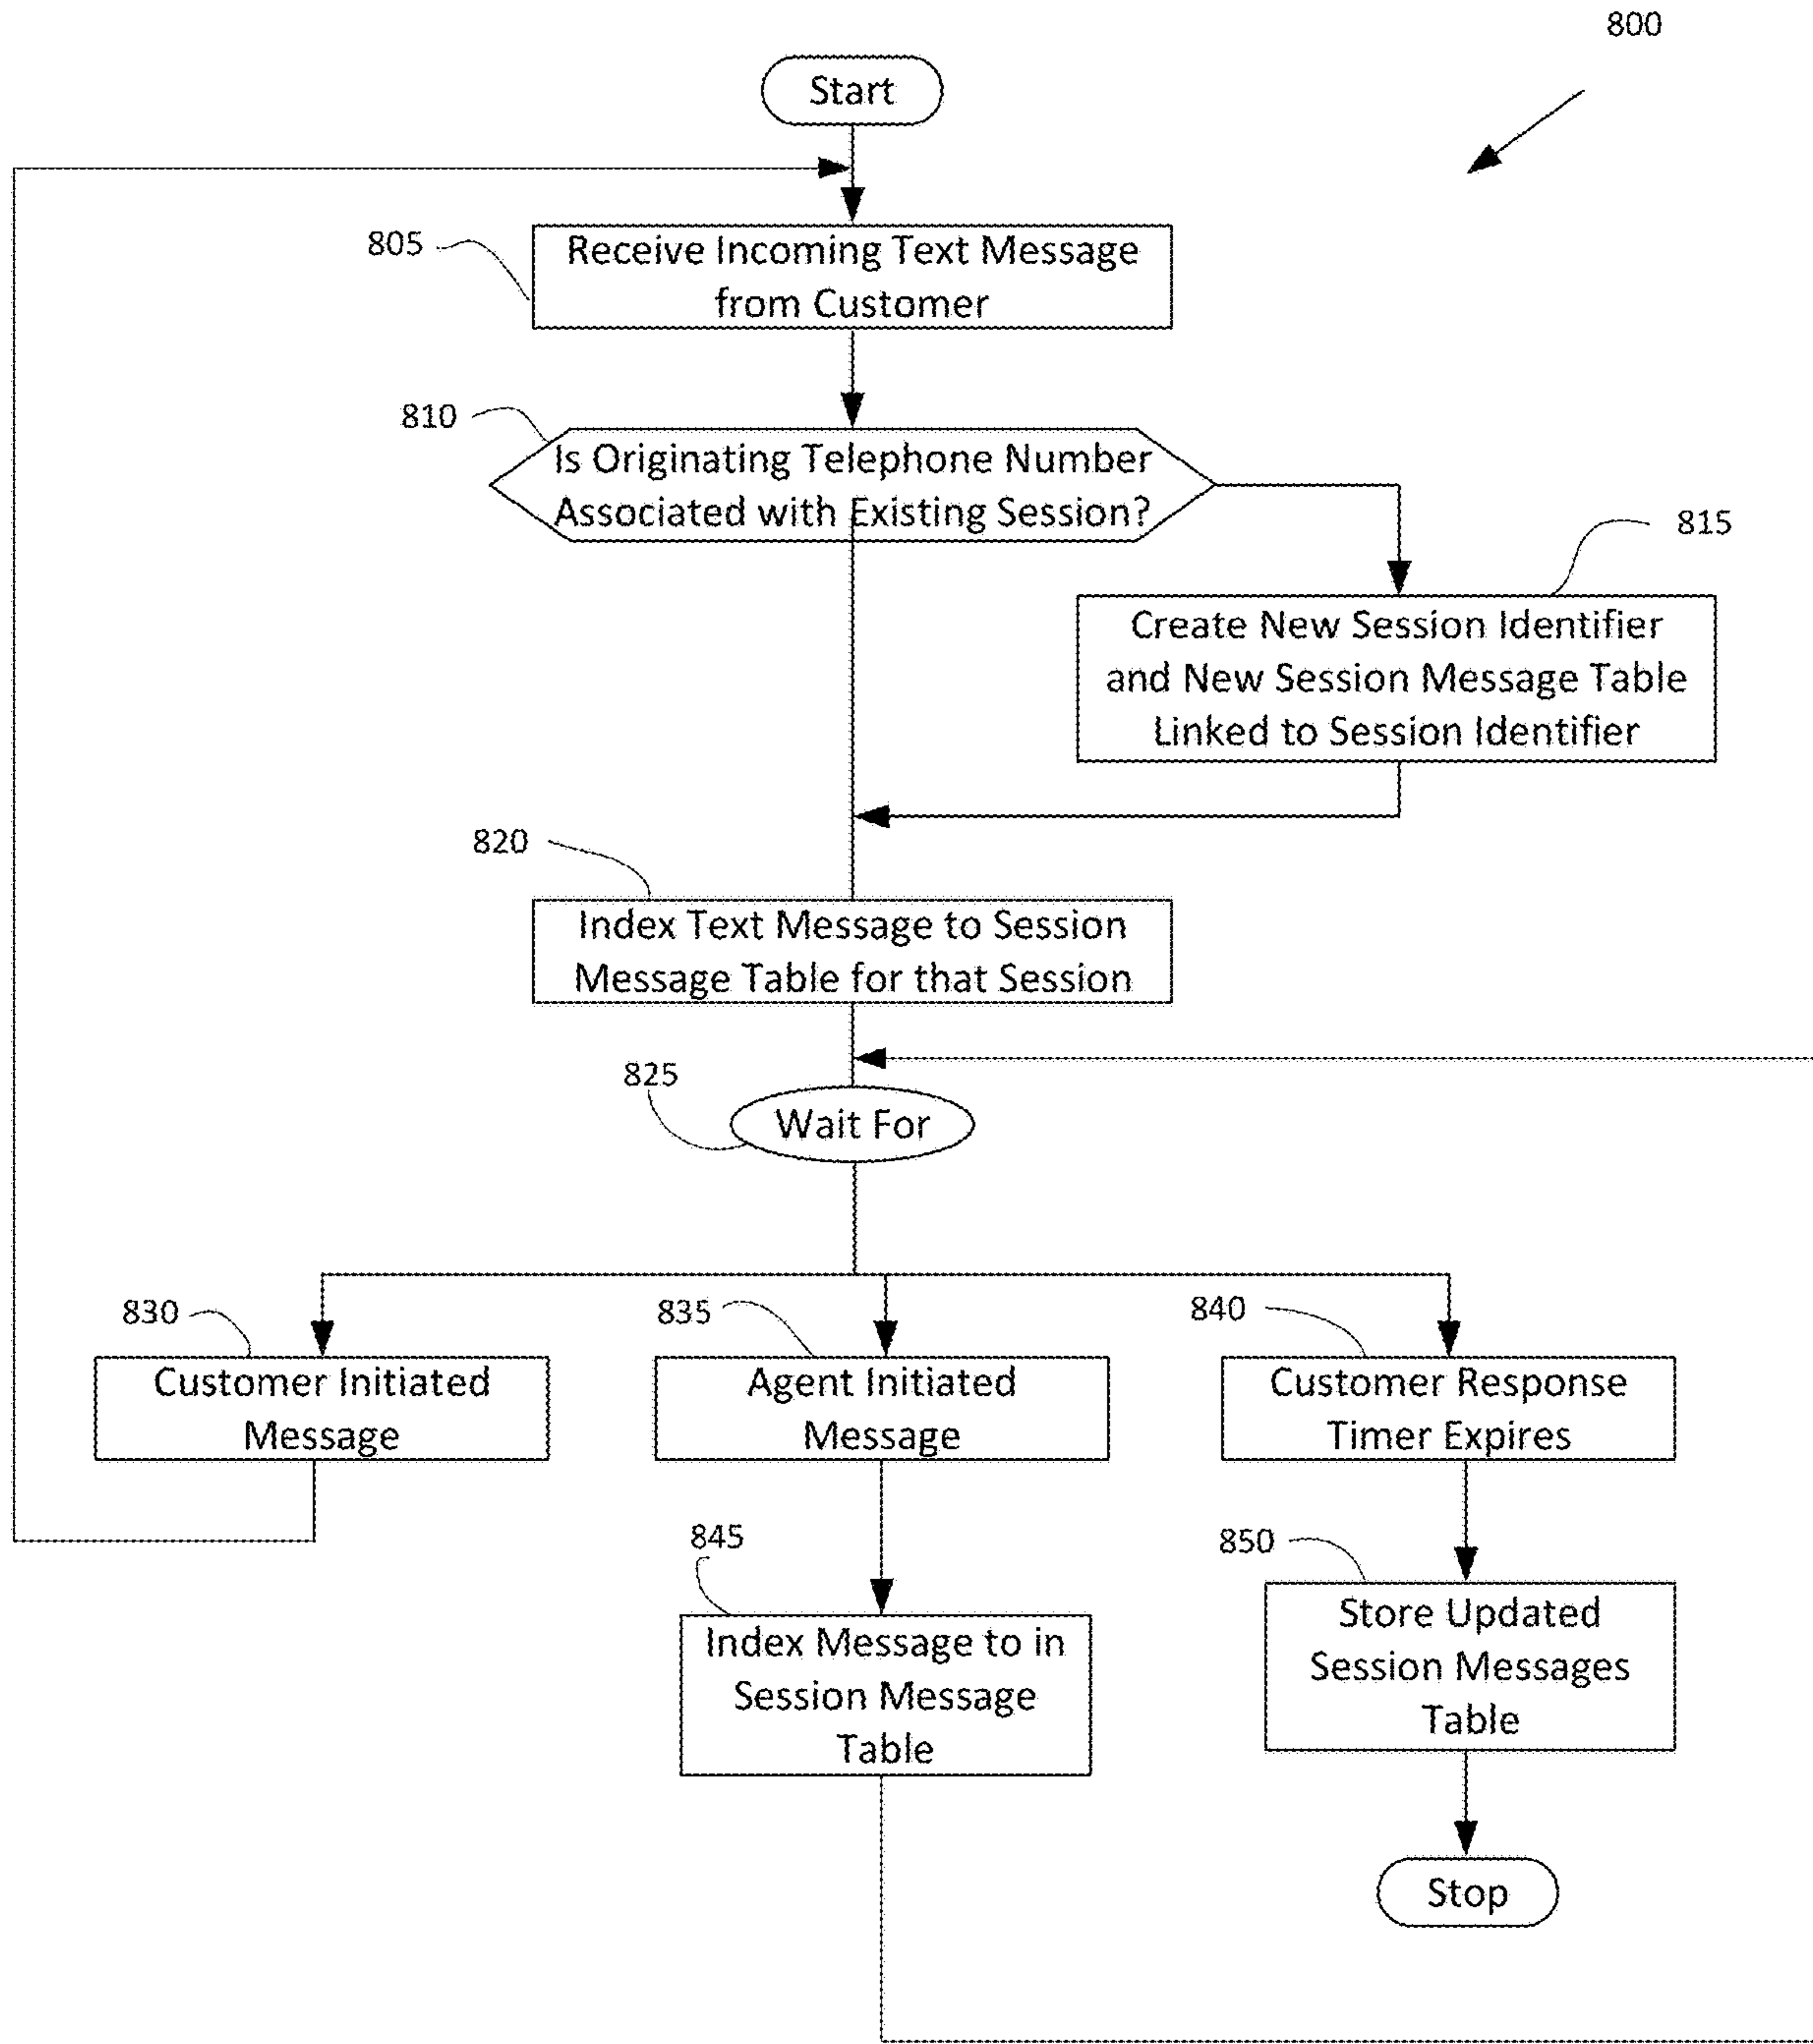 800
Start
805
Receive Incoming Text Message
from Customer
810
Is Originating Telephone Number
Associated with Existing Session?
815
Create New Session Identifier
and New Session Message Table
Linked to Session Identifier
820
Index Text Message to Session
Message Table for that Session
825
Wait For
830
Customer Initiated
Message
835
Agent Initiated
Message
840
Customer Response
Timer Expires
845
Index Message to in
Session Message
Table
850
Store Updated
Session Messages
Table
Stop